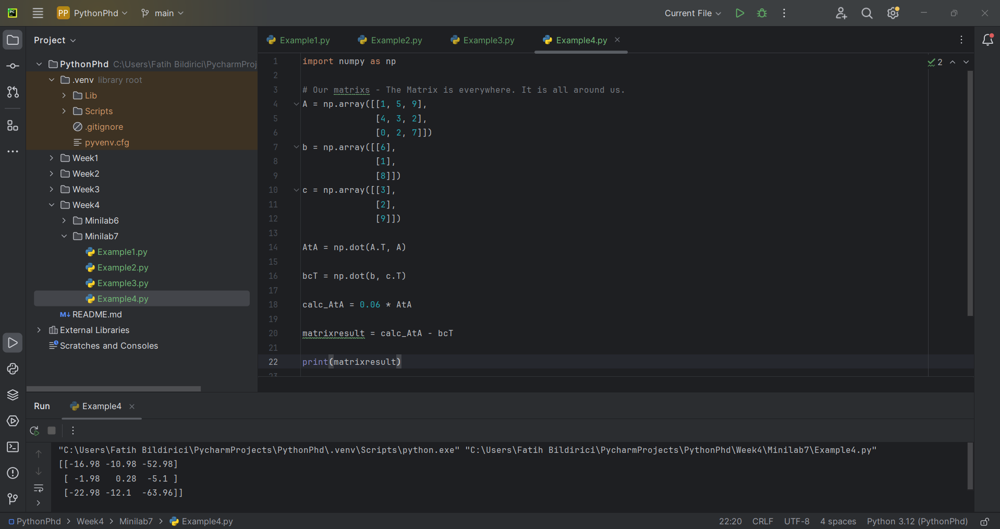 PP PythonPhd main Current File
Project
PythonPhd C:\Users\Fatih Bildirici\PycharmProj
.venv library root
Lib
Scripts
.gitignore
pyvenv.cfg
Week1
Week2
Week3
Week4
Minilab6
Minilab7
Example1.py
Example2.py
Example3.py
Example4.py
M↓ README.md
External Libraries
Scratches and Consoles
Example1.py Example2.py Example3.py Example4.py
2
1 import numpy as np
2
3 # Our matrixs - The Matrix is everywhere. It is all around us.
4 A = np.array([[1, 5, 9],
5 [4, 3, 2],
6 [0, 2, 7]])
7 b = np.array([[6],
8 [1],
9 [8]])
10 c = np.array([[3],
11 [2],
12 [9]])
13
14 AtA = np.dot(A.T, A)
15
16 bcT = np.dot(b, c.T)
17
18 calc_AtA = 0.06 * AtA
19
20 matrixresult = calc_AtA - bcT
21
22 print(matrixresult)
23
Run Example4
"C:\Users\Fatih Bildirici\PycharmProjects\PythonPhd\.venv\Scripts\python.exe" "C:\Users\Fatih Bildirici\PycharmProjects\PythonPhd\Week4\Minilab7\Example4.py"
[[-16.98 -10.98 -52.98]
[ -1.98 0.28 -5.1 ]
[-22.98 -12.1 -63.96]]
PythonPhd > Week4 > Minilab7 > Example4.py 22:20 CRLF UTF-8 4 spaces Python 3.12 (PythonPhd)